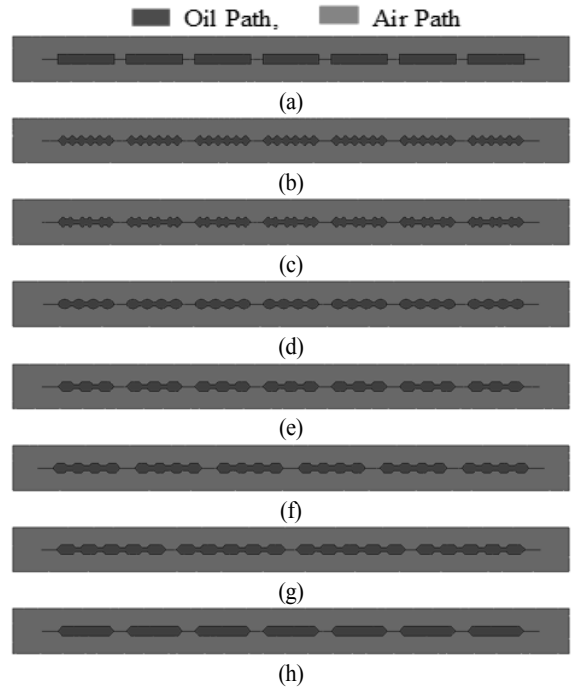 Oil Path, Air Path
(a)
(b)
(c)
(d)
(e)
(f)
(g)
(h)